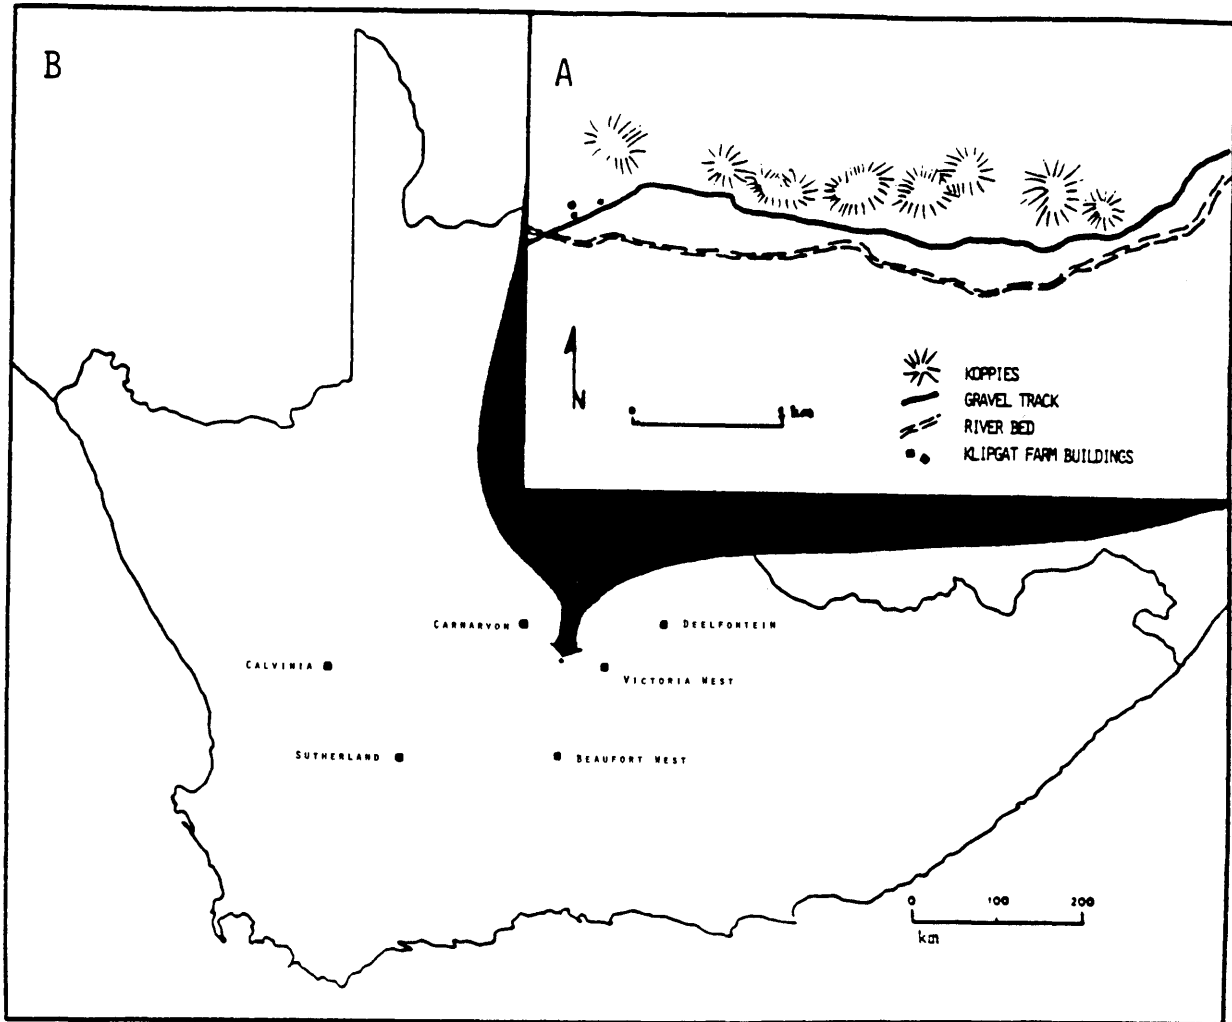 B
A
N
km
KOPPIES
GRAVEL TRACK
RIVER BED
KLIPGAT FARM BUILDINGS
CARNARVON
DEELFONTEIN
CALVINIA
VICTORIA WEST
SUTHERLAND
BEAUFORT WEST
0 100 200
km